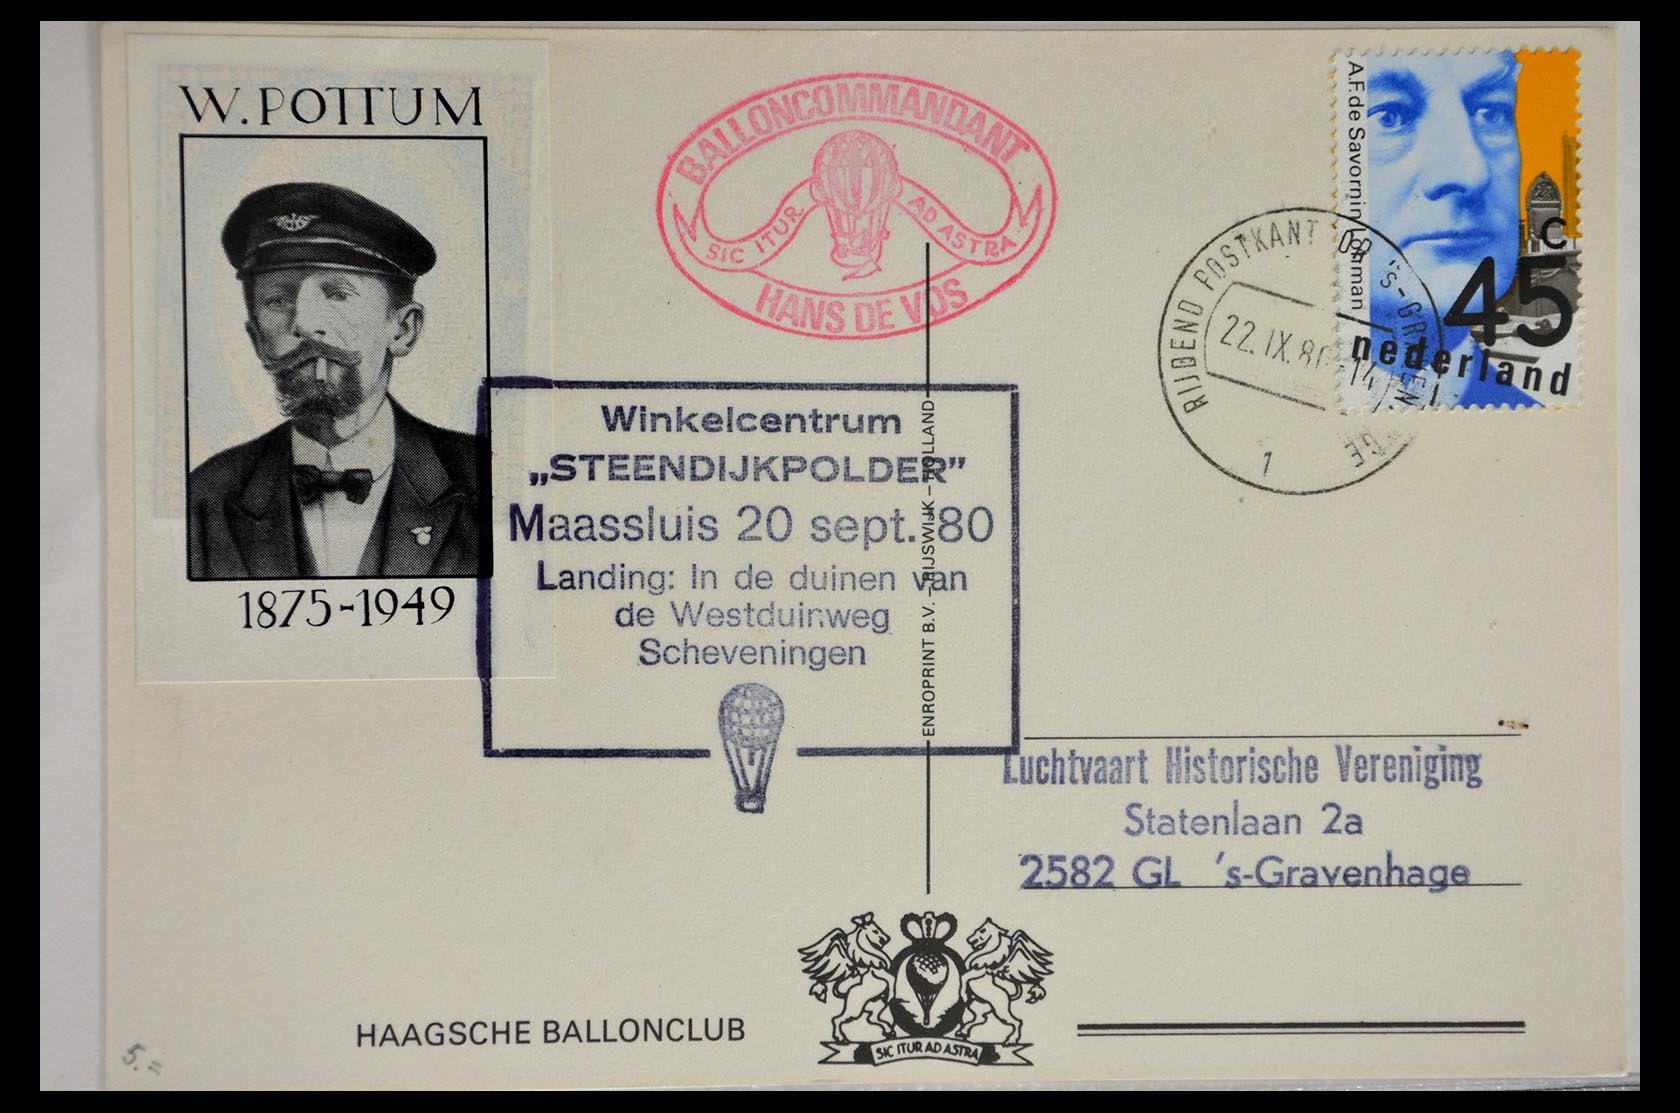 W. POTTUM
1875-1949
BALLONCOMMANDANT
SIC ITUR AD ASTRA
HANS DE VOS
A.F. de Savornin Lohman
c
45
nederland
RIJDEND POSTKANTOOR 's-GRAVENHAGE
22.IX.80 14
1
Winkelcentrum
„STEENDIJKPOLDER”
Maassluis 20 sept. '80
Landing: In de duinen van
de Westduinweg
Scheveningen
ENROPRINT B.V. – RIJSWIJK – HOLLAND
Luchtvaart Historische Vereniging
Statenlaan 2a
2582 GL 's-Gravenhage
HAAGSCHE BALLONCLUB
SIC ITUR AD ASTRA
5.=